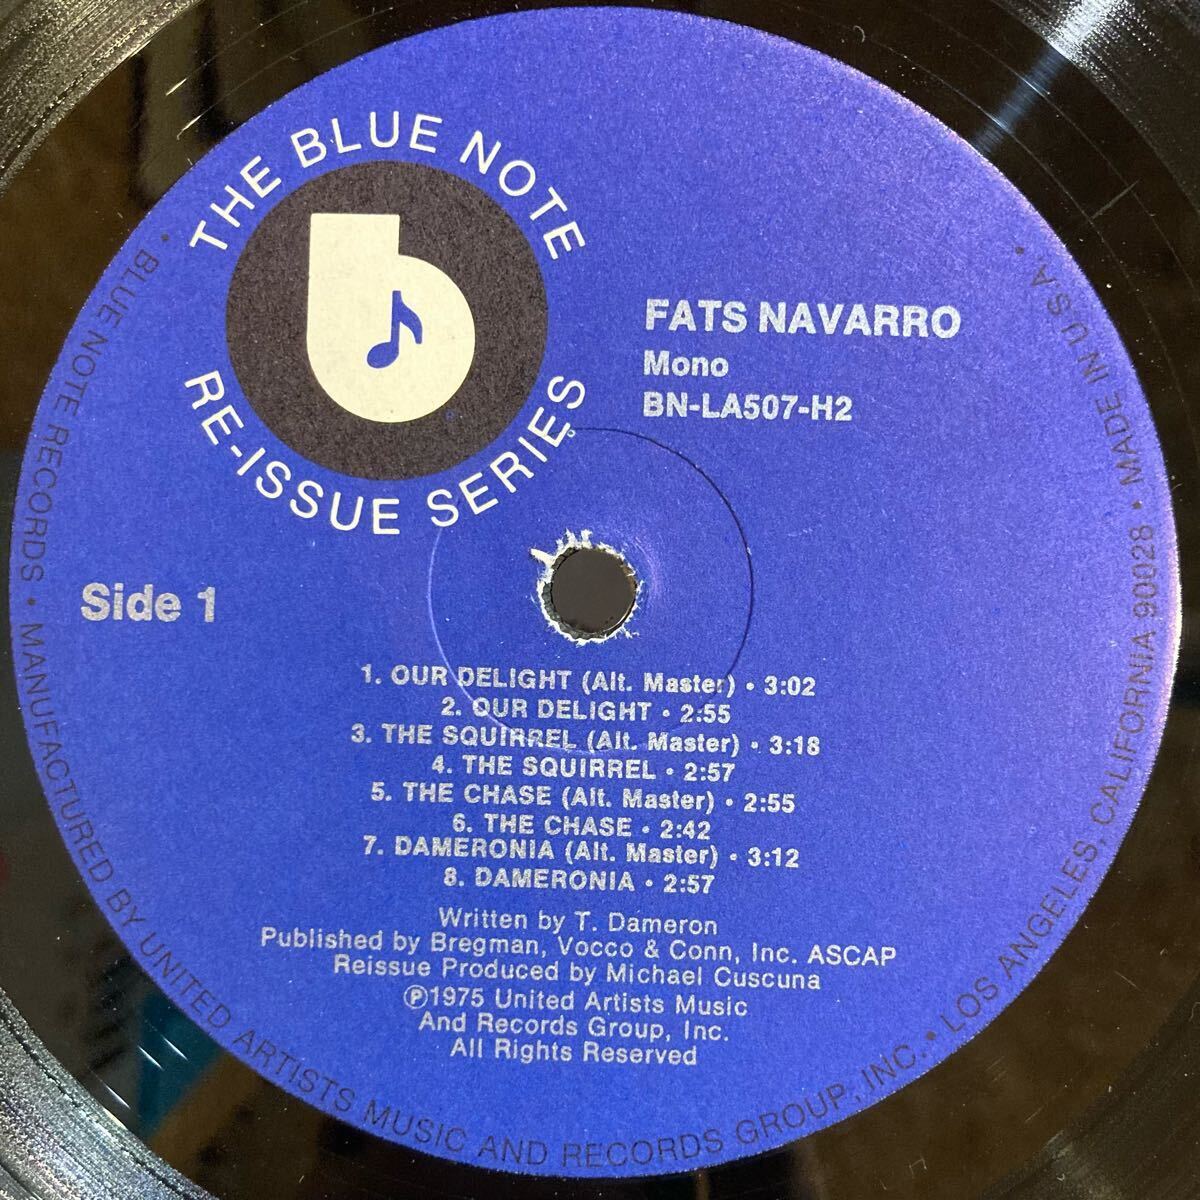 THE BLUE NOTE
RE-ISSUE SERIES
b
FATS NAVARRO
Mono
BN-LA507-H2
Side 1
1. OUR DELIGHT (Alt. Master) • 3:02
2. OUR DELIGHT • 2:55
3. THE SQUIRREL (Alt. Master) • 3:18
4. THE SQUIRREL • 2:57
5. THE CHASE (Alt. Master) • 2:55
6. THE CHASE • 2:42
7. DAMERONIA (Alt. Master) • 3:12
8. DAMERONIA • 2:57
Written by T. Dameron
Published by Bregman, Vocco & Conn, Inc. ASCAP
Reissue Produced by Michael Cuscuna
℗1975 United Artists Music
And Records Group, Inc.
All Rights Reserved
• BLUE NOTE RECORDS • MANUFACTURED BY UNITED ARTISTS MUSIC AND RECORDS GROUP, INC. • LOS ANGELES, CALIFORNIA 90028 • MADE IN U.S.A. •